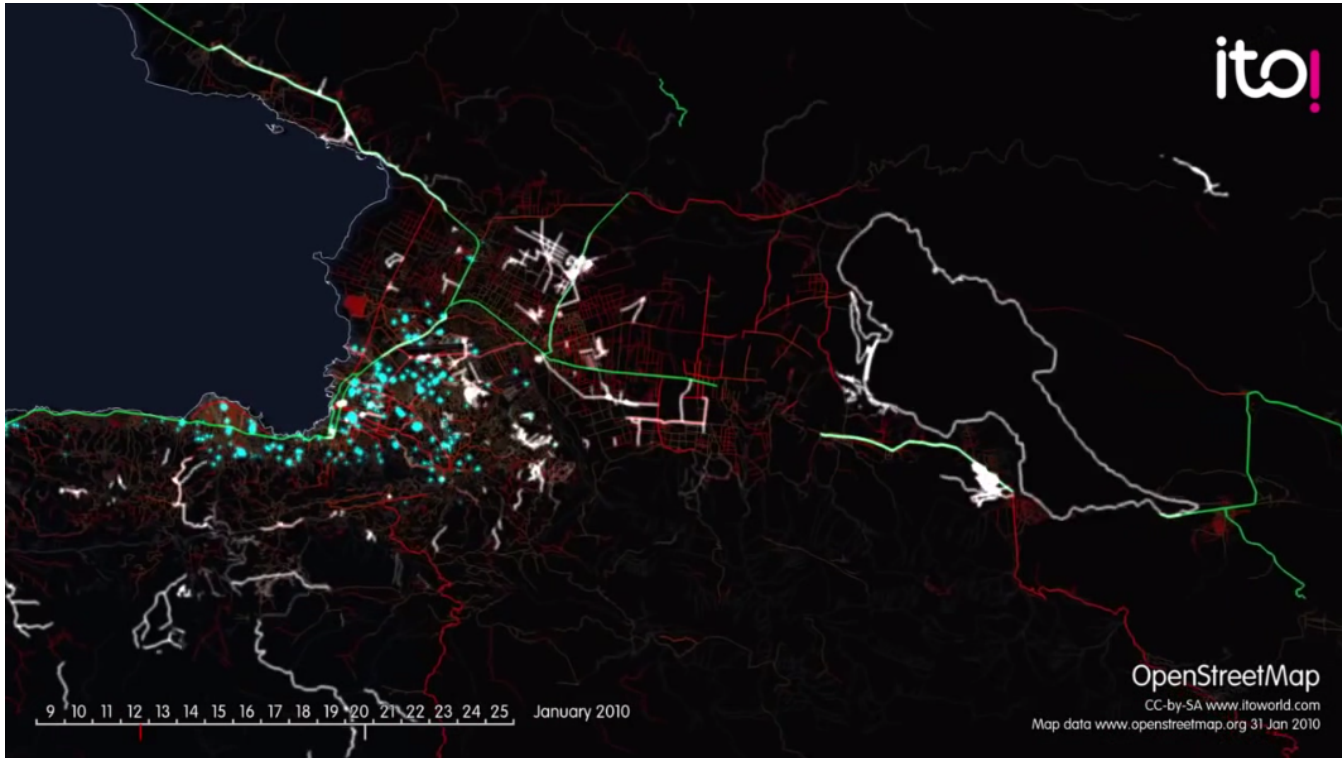 ito!
9 10 11 12 13 14 15 16 17 18 19 20 21 22 23 24 25 January 2010
OpenStreetMap
CC-by-SA www.itoworld.com
Map data www.openstreetmap.org 31 Jan 2010